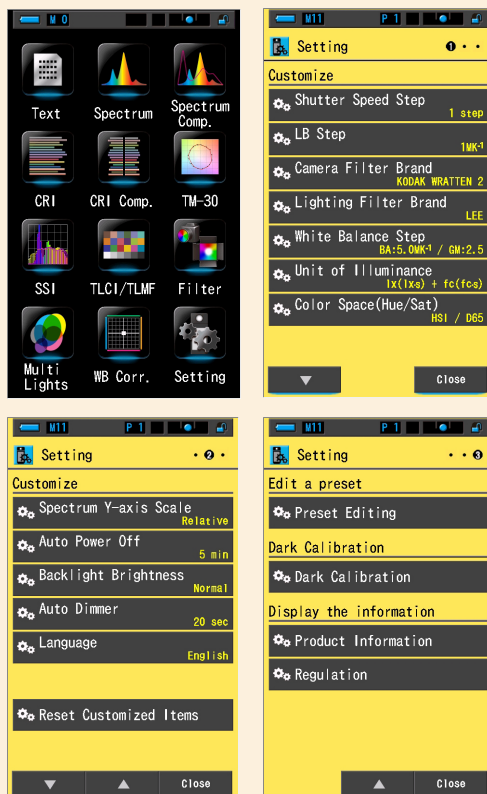 M 0
Text
Spectrum
Spectrum
Comp.
CRI
CRI Comp.
TM-30
SSI
TLCI/TLMF
Filter
Multi
Lights
WB Corr.
Setting
M11 P 1
Setting ❶・・
Customize
Shutter Speed Step
1 step
LB Step
1MK-¹
Camera Filter Brand
KODAK WRATTEN 2
Lighting Filter Brand
LEE
White Balance Step
BA:5.0MK-¹ / GM:2.5
Unit of Illuminance
lx(lx·s) + fc(fc·s)
Color Space(Hue/Sat)
HSI / D65
▼ Close
M11 P 1
Setting ・❷・
Customize
Spectrum Y-axis Scale
Relative
Auto Power Off
5 min
Backlight Brightness
Normal
Auto Dimmer
20 sec
Language
English
Reset Customized Items
▼ ▲ Close
M11 P 1
Setting ・・❸
Edit a preset
Preset Editing
Dark Calibration
Dark Calibration
Display the information
Product Information
Regulation
▲ Close